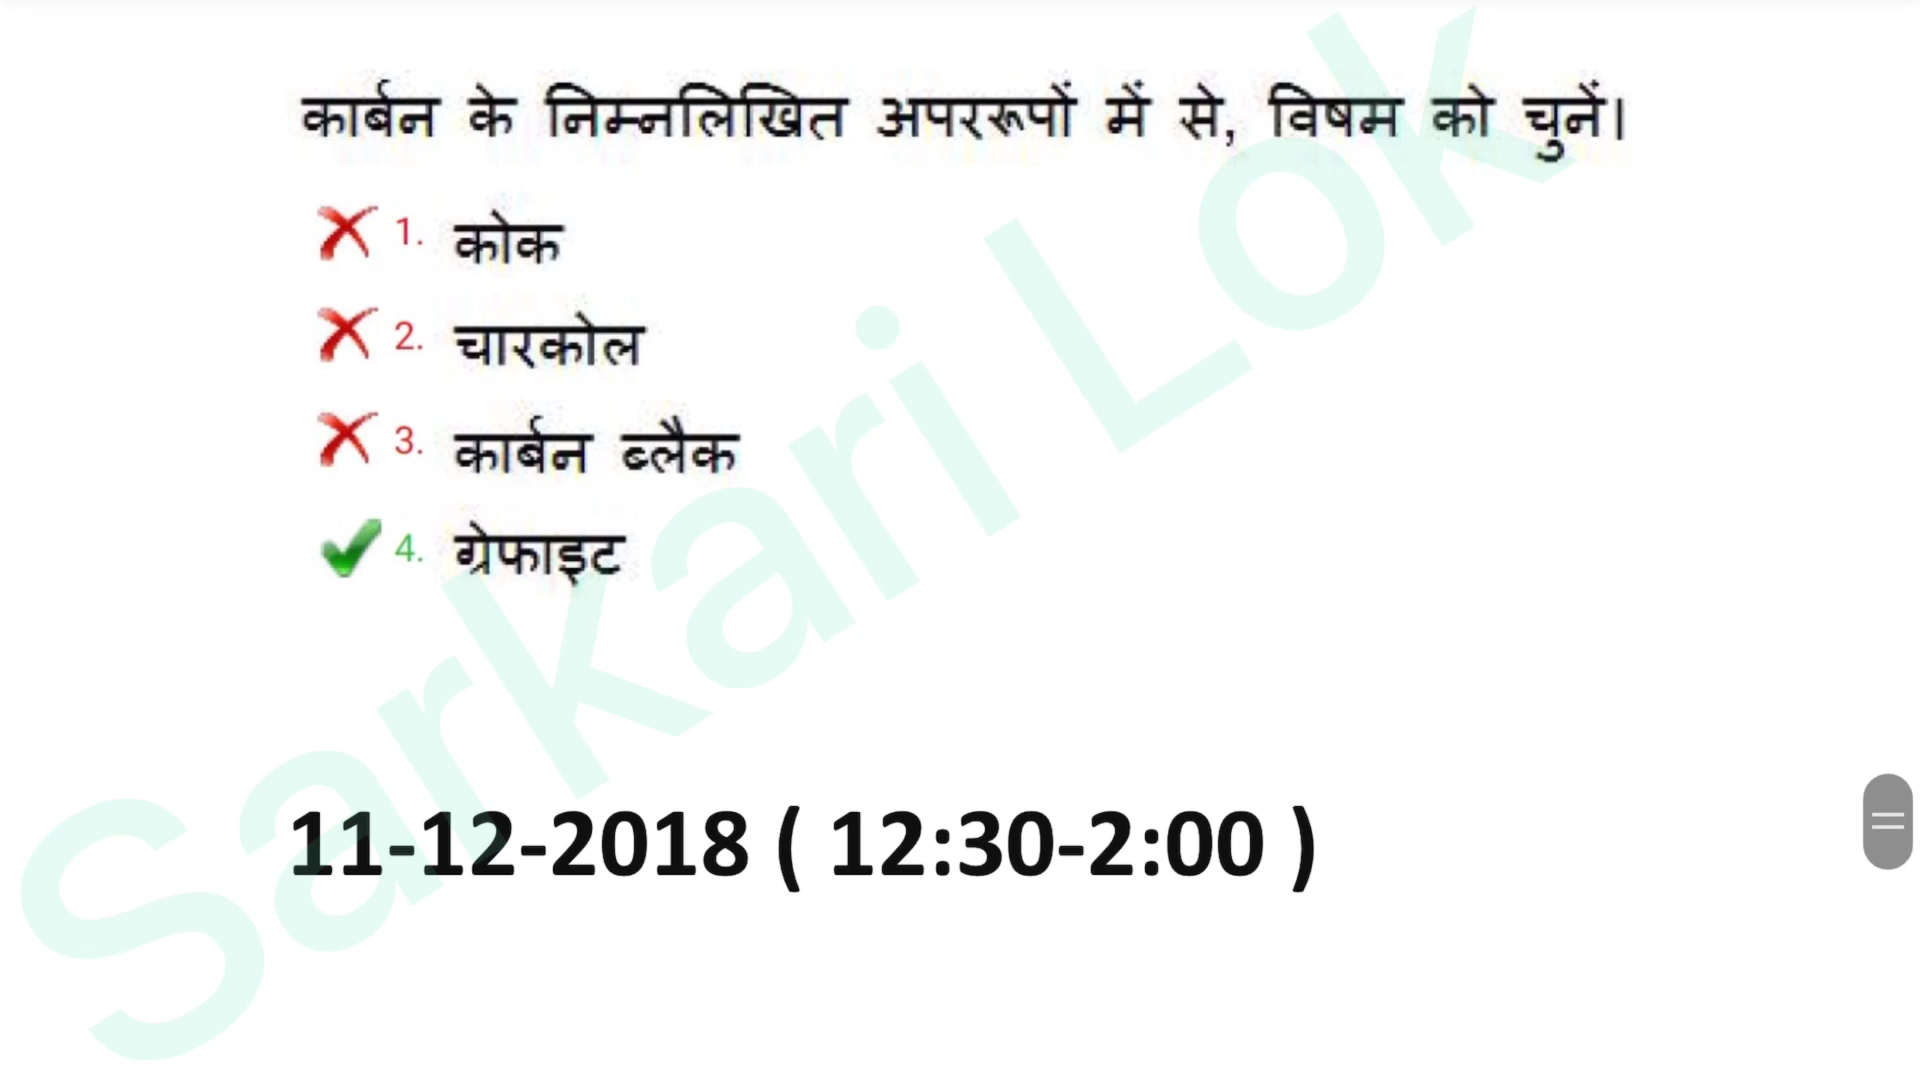 कार्बन के निम्नलिखित अपररूपों में से, विषम को चुनें।
1. कोक
2. चारकोल
3. कार्बन ब्लैक
4. ग्रेफाइट
11-12-2018 ( 12:30-2:00 )
Sarkari Lok